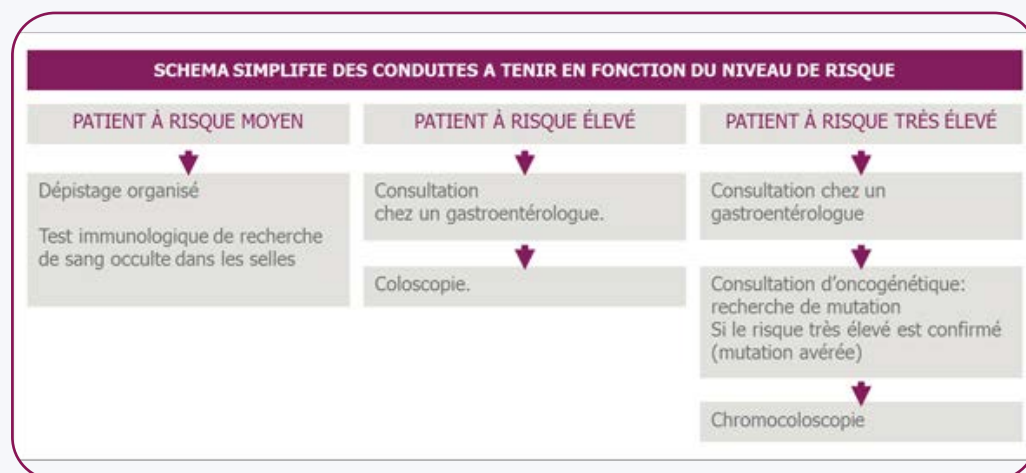 SCHEMA SIMPLIFIE DES CONDUITES A TENIR EN FONCTION DU NIVEAU DE RISQUE
PATIENT À RISQUE MOYEN
Dépistage organisé
Test immunologique de recherche
de sang occulte dans les selles
PATIENT À RISQUE ÉLEVÉ
Consultation
chez un gastroentérologue.
Coloscopie.
PATIENT À RISQUE TRÈS ÉLEVÉ
Consultation chez un
gastroentérologue
Consultation d'oncogénétique:
recherche de mutation
Si le risque très élevé est confirmé
(mutation avérée)
Chromocoloscopie